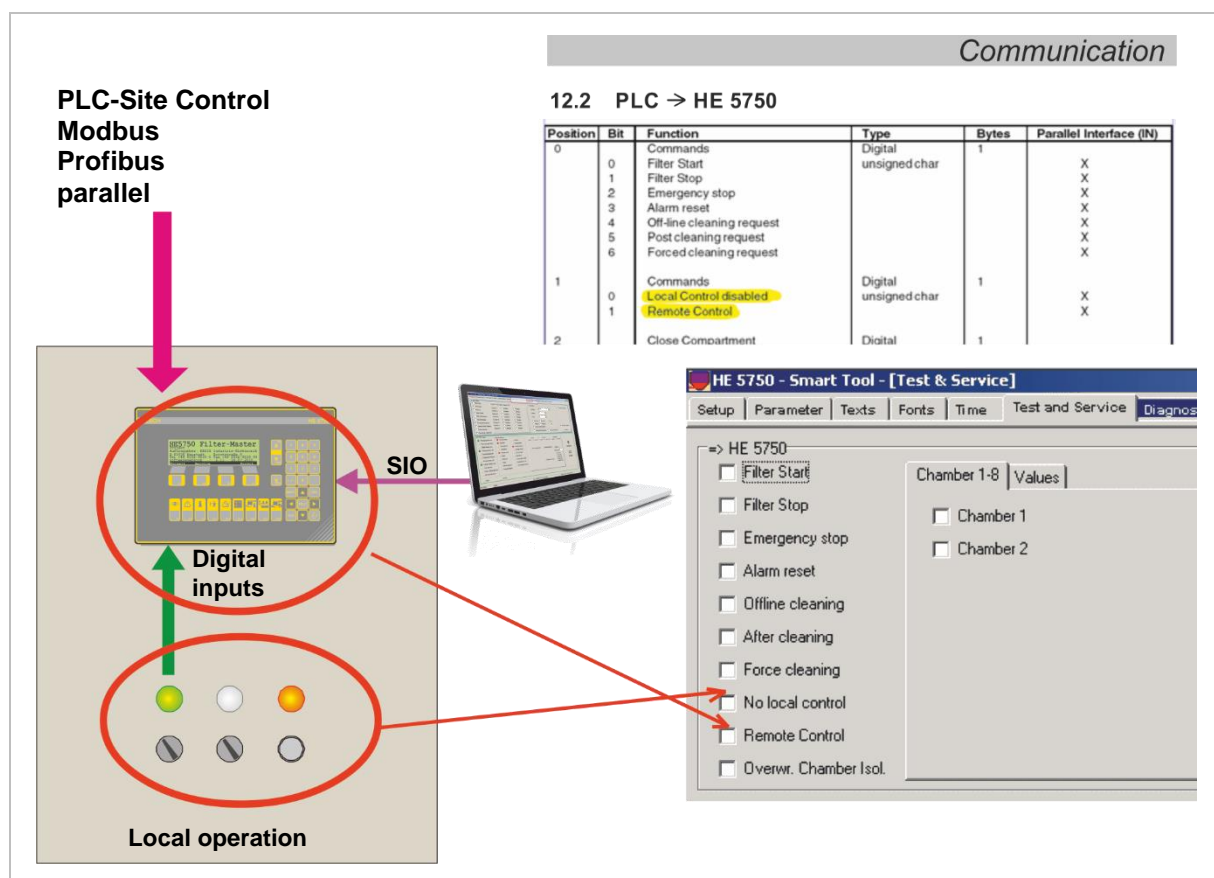 Communication
PLC-Site Control
Modbus
Profibus
parallel
12.2 PLC → HE 5750
Position Bit Function Type Bytes Parallel Interface (IN)
0 Commands Digital 1
0 Filter Start unsigned char X
1 Filter Stop X
2 Emergency stop X
3 Alarm reset X
4 Off-line cleaning request X
5 Post cleaning request X
6 Forced cleaning request X
1 Commands Digital 1
0 Local Control disabled unsigned char X
1 Remote Control X
2 Close Compartment Digital 1
HE5750 Filter-Master
SIO
Digital
inputs
Local operation
HE 5750 - Smart Tool - [Test & Service]
Setup Parameter Texts Fonts Time Test and Service Diagnos
=> HE 5750
Filter Start
Filter Stop
Emergency stop
Alarm reset
Offline cleaning
After cleaning
Force cleaning
No local control
Remote Control
Overwr. Chamber Isol.
Chamber 1-8 Values
Chamber 1
Chamber 2